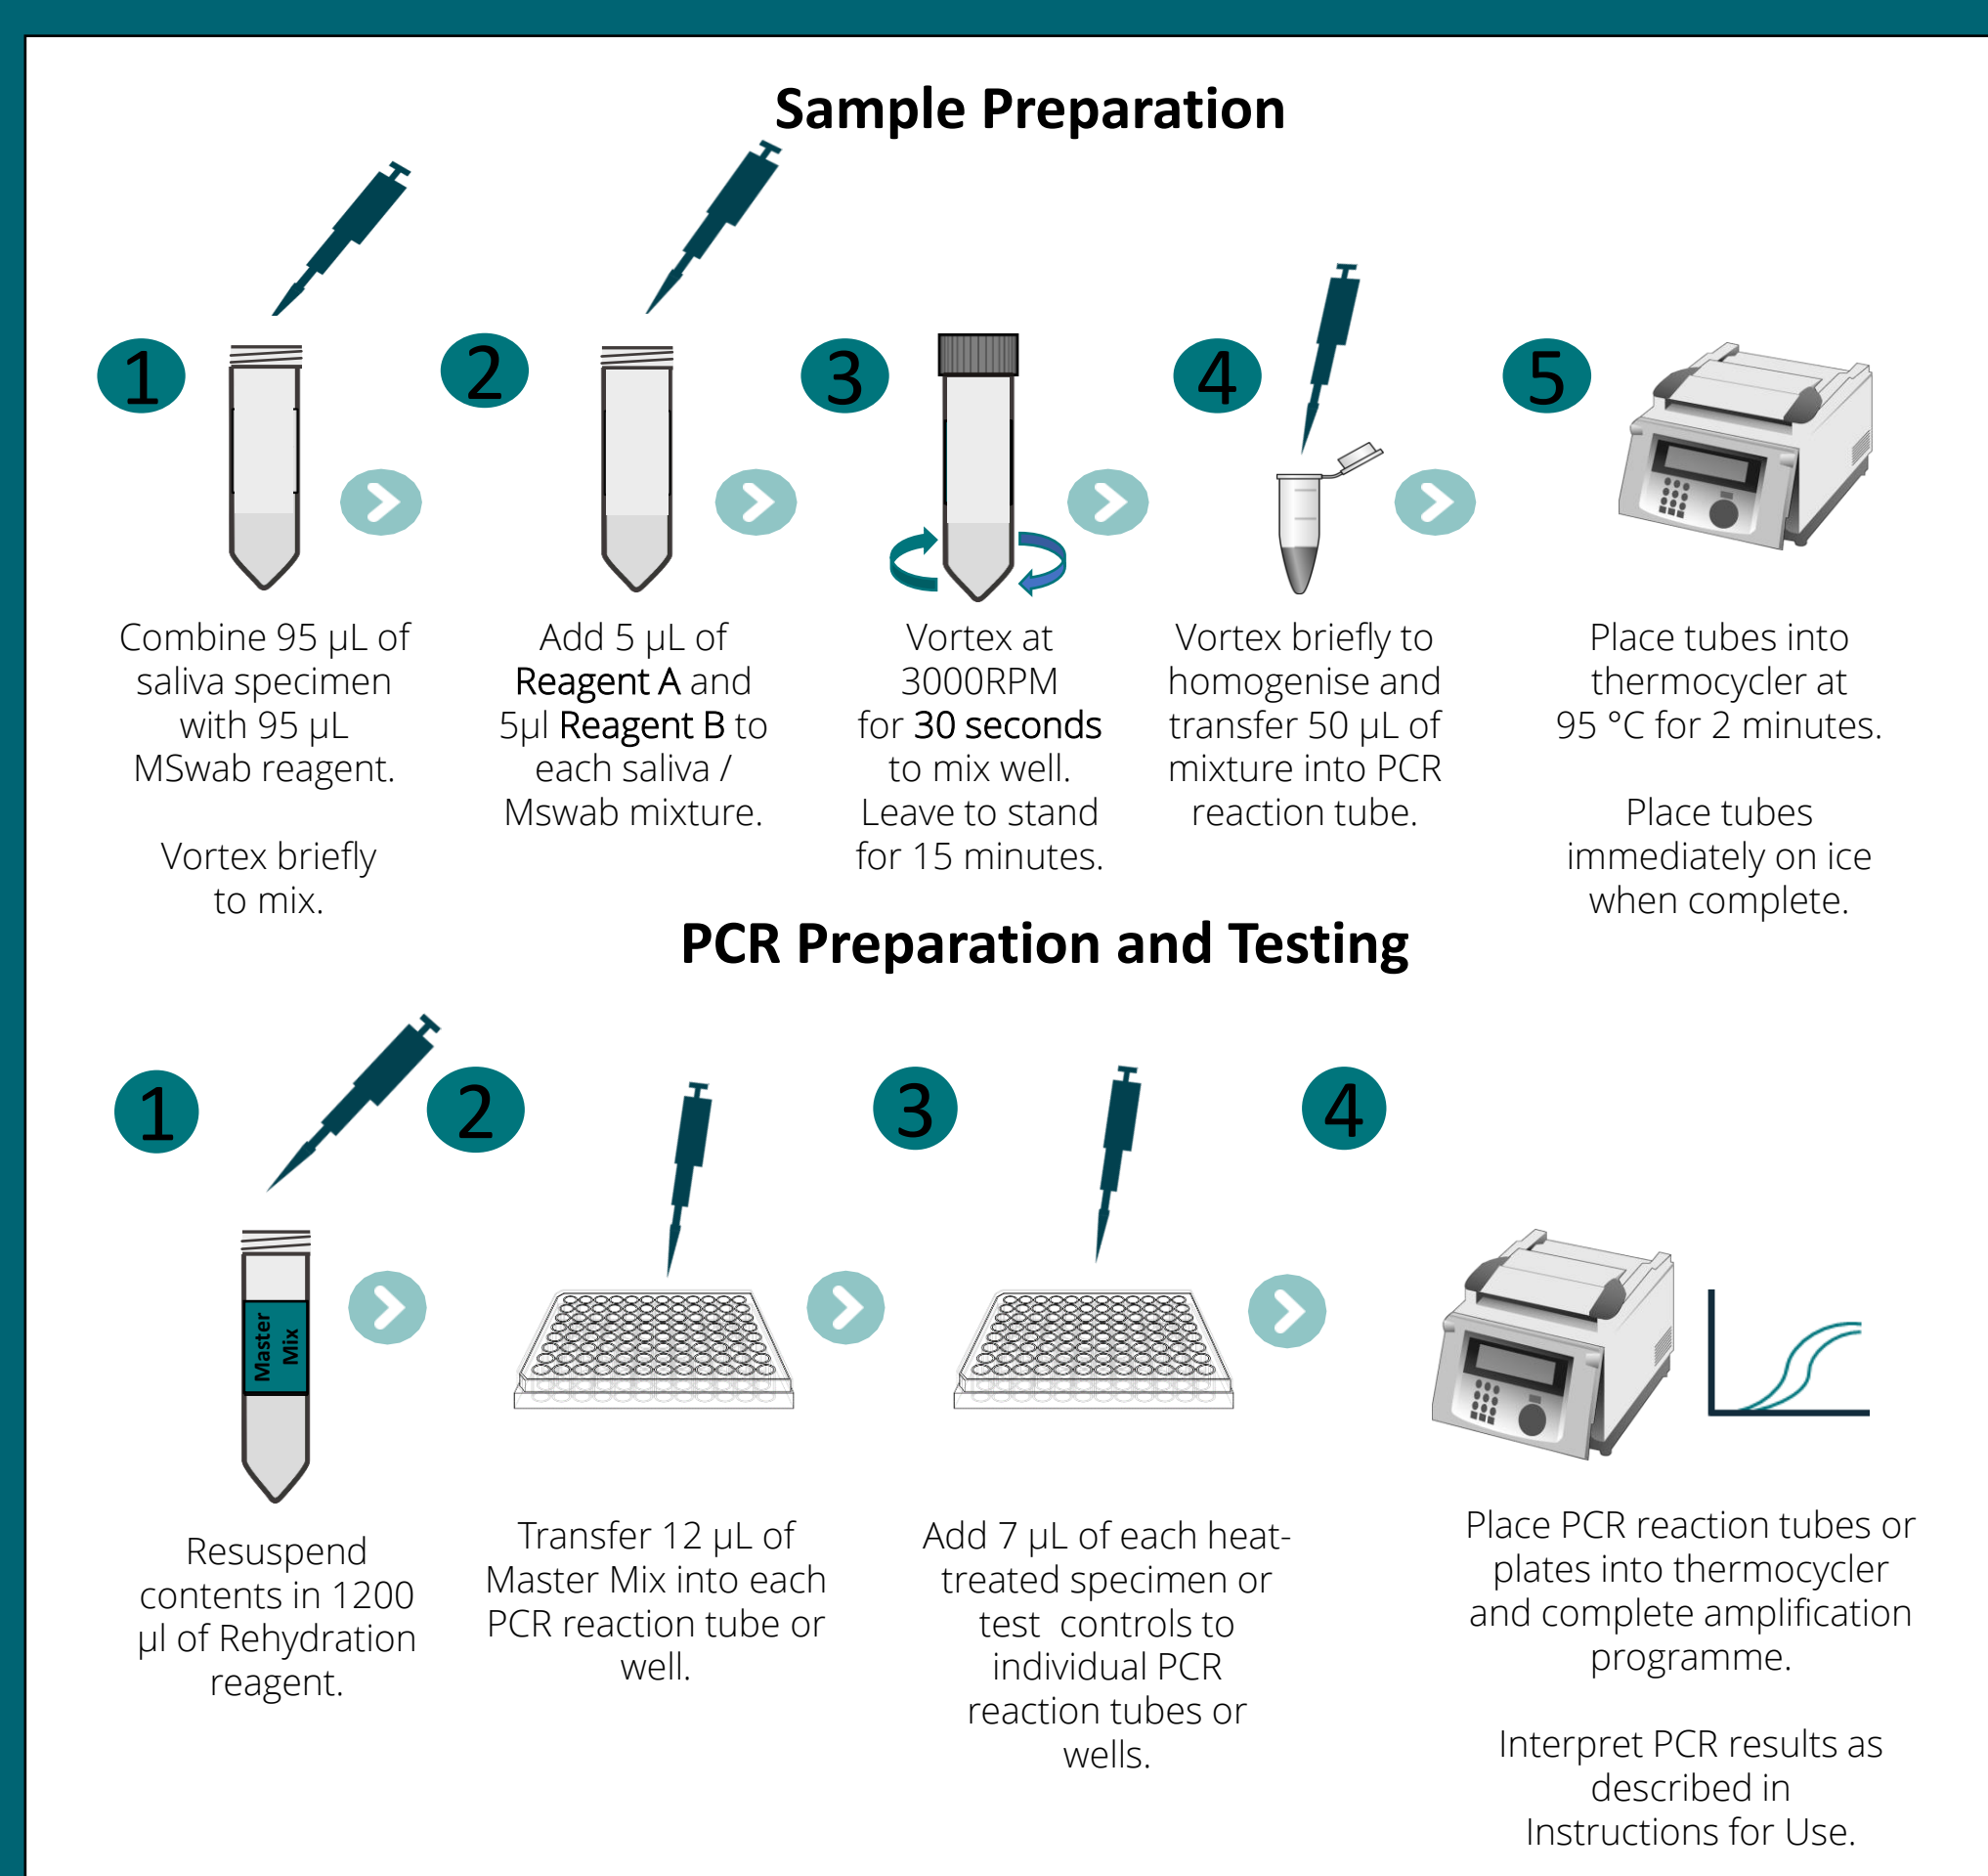 Sample Preparation
1
2
3
4
5
Combine 95 µL of
saliva specimen
with 95 µL
MSwab reagent.
Vortex briefly
to mix.
Add 5 µL of
Reagent A and
5µl Reagent B to
each saliva /
Mswab mixture.
Vortex at
3000RPM
for 30 seconds
to mix well.
Leave to stand
for 15 minutes.
Vortex briefly to
homogenise and
transfer 50 µL of
mixture into PCR
reaction tube.
Place tubes into
thermocycler at
95 °C for 2 minutes.
Place tubes
immediately on ice
when complete.
PCR Preparation and Testing
1
2
3
4
Master
Mix
Resuspend
contents in 1200
µl of Rehydration
reagent.
Transfer 12 µL of
Master Mix into each
PCR reaction tube or
well.
Add 7 µL of each heat-
treated specimen or
test controls to
individual PCR
reaction tubes or
wells.
Place PCR reaction tubes or
plates into thermocycler
and complete amplification
programme.
Interpret PCR results as
described in
Instructions for Use.